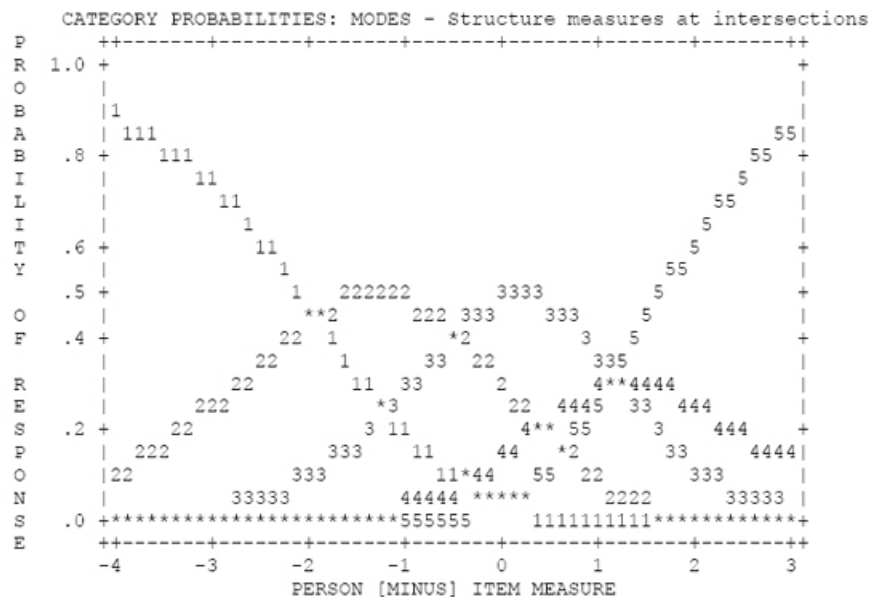 CATEGORY PROBABILITIES: MODES - Structure measures at intersections
P      ++---------+---------+---------+---------+---------+---------+---------++
R  1.0 +                                                                       +
O      |                                                                       |
B      |1                                                                      |
A      | 111                                                                 55|
B   .8 +     111                                                          55   +
I      |        11                                                       5     |
L      |          11                                                  55       |
I      |            1                                                5         |
T   .6 +             11                                             5          +
Y      |               1                                         55            |
    .5 +                1    2222222         33333              5              +
O      |                 **2        222  333      333          5               |
F   .4 +               22   1          *2            3    5                    +
       |             22      1       33  22           335                      |
R      |           22         11   33      2          4**4444                  |
E      |       222              *3          22   4445   33   444               |
S   .2 +     22                3 11           4**  55     3     444            +
P      | 222                333    11       44    *2       33       4444       |
O      |22               333         11*44     55   22       333               |
N      |           33333             44444  *****     2222       33333         |
S   .0 +************************555555       111111111111************          +
E      ++---------+---------+---------+---------+---------+---------+---------++
       -4        -3        -2        -1         0         1         2         3
                         PERSON [MINUS] ITEM MEASURE